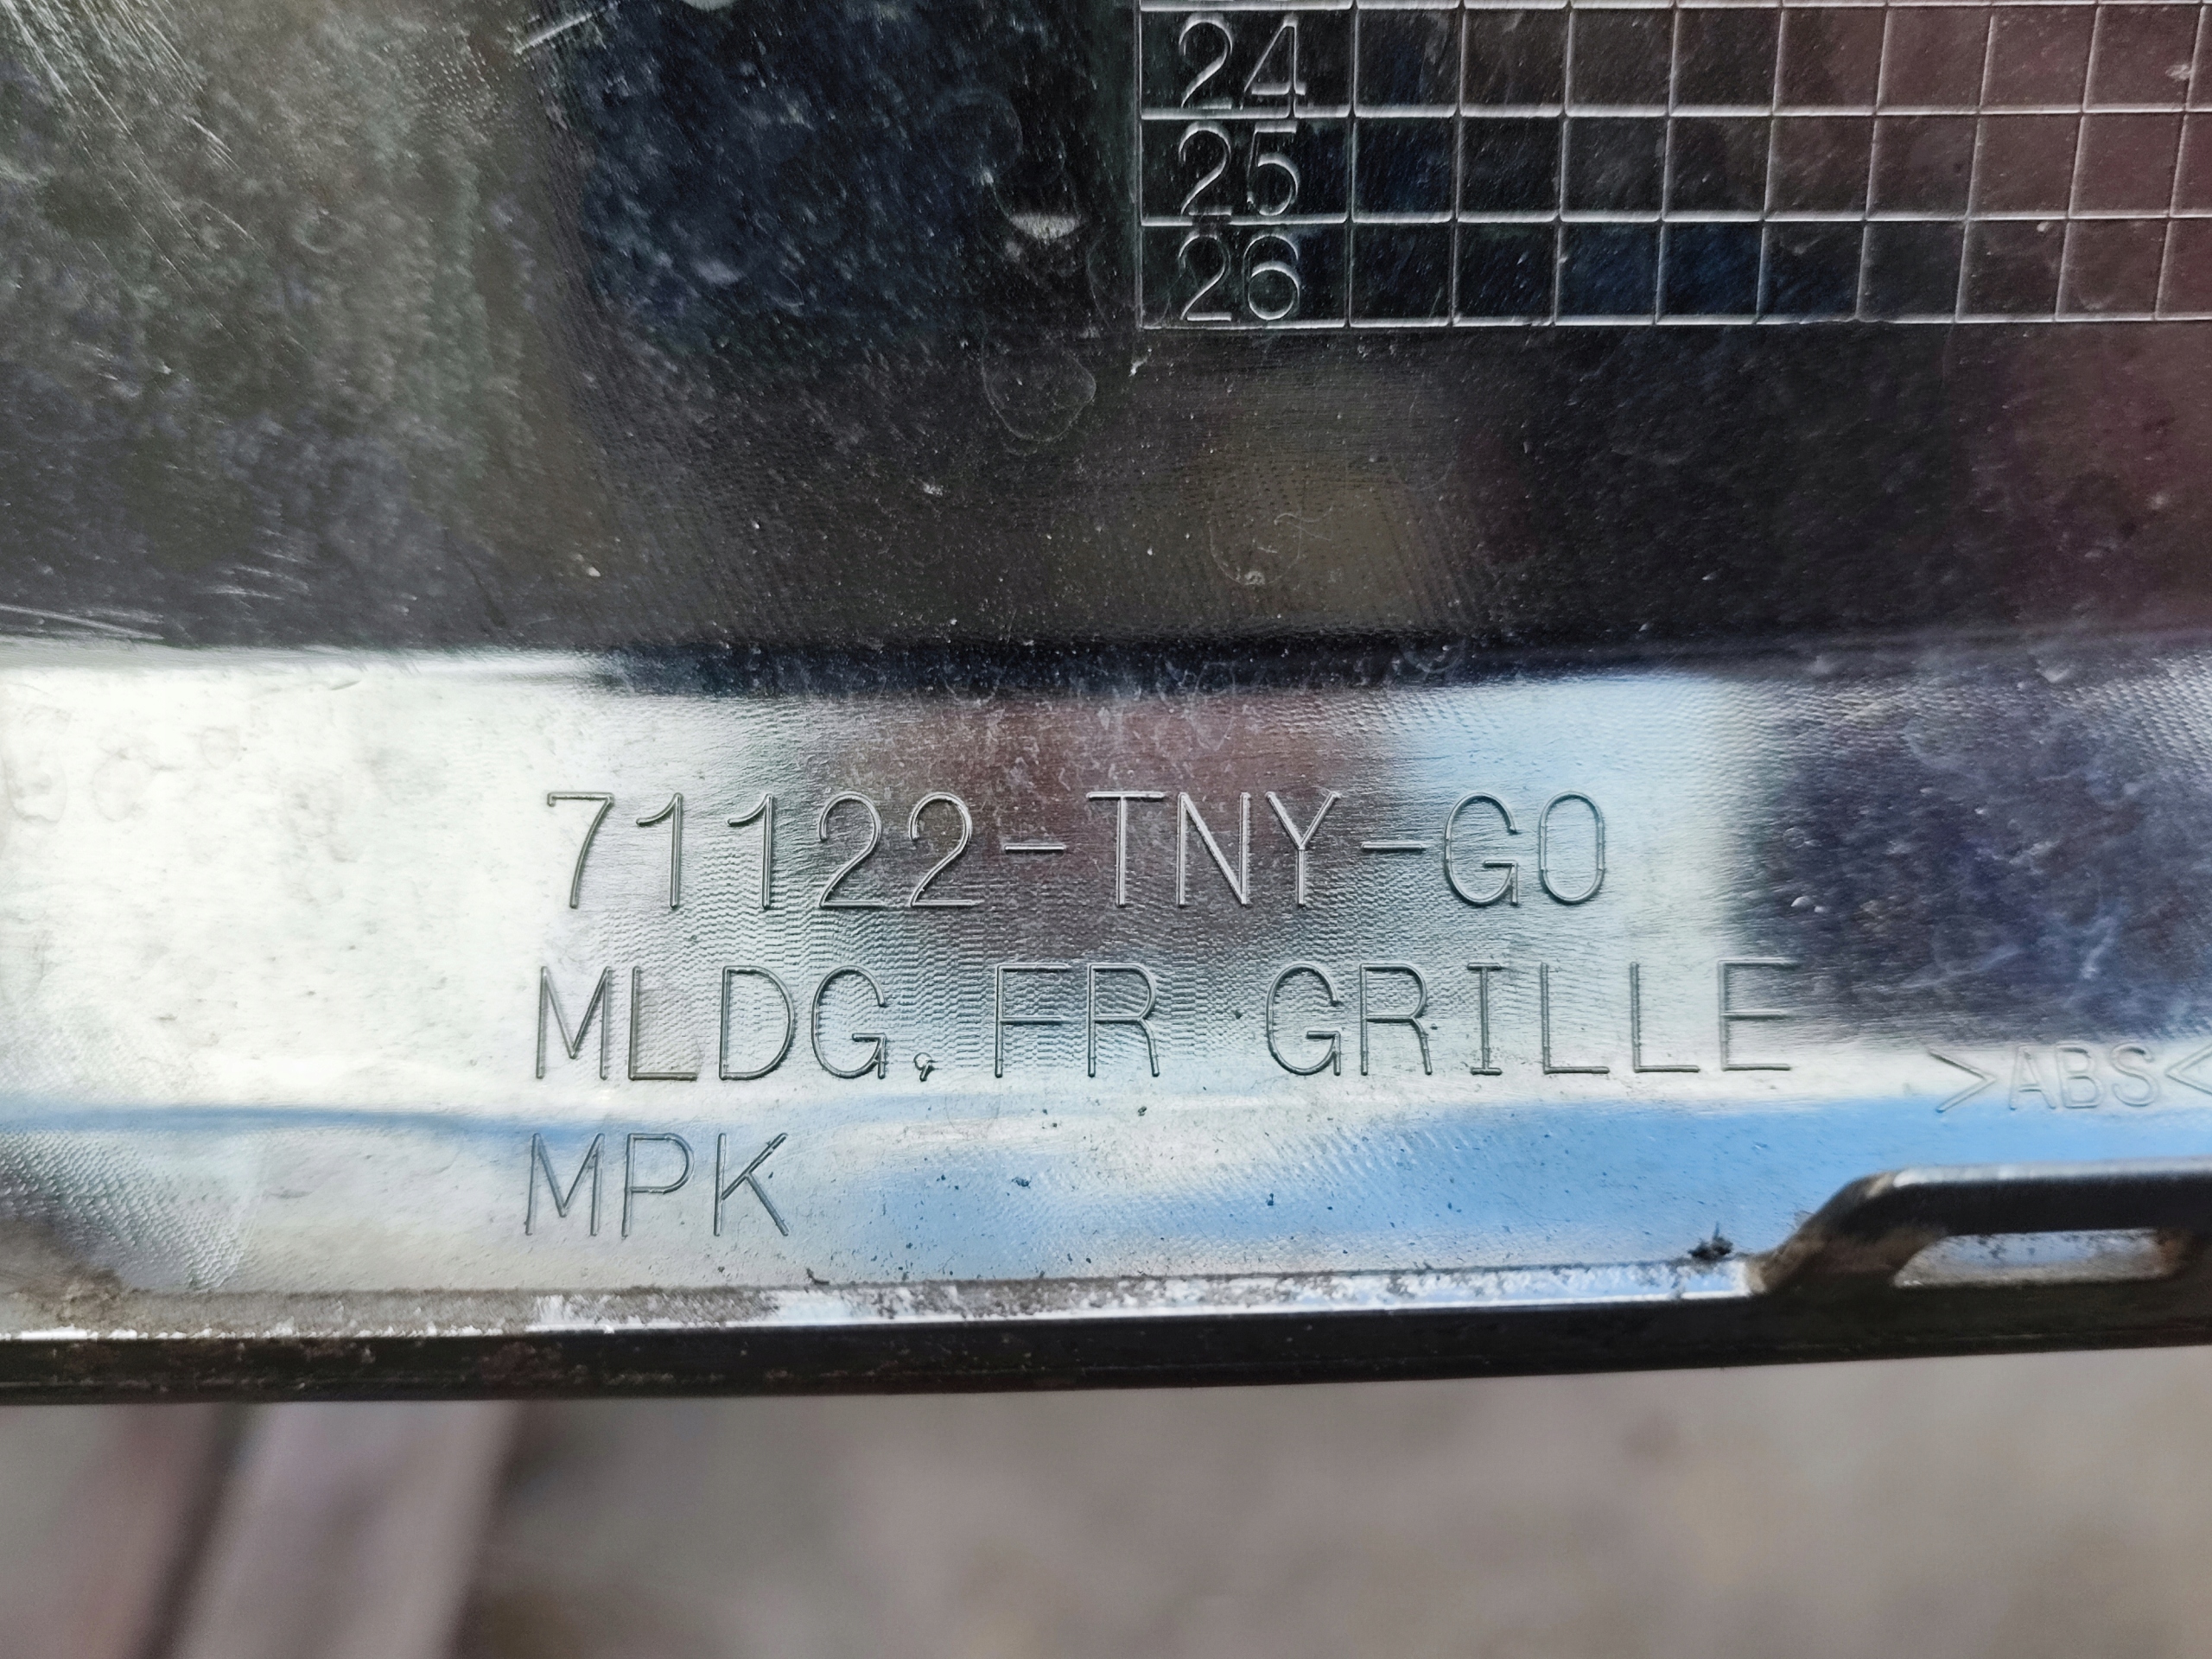 24
25
26
71122-TNY-G0
MLDG,FR GRILLE
>ABS<
MPK